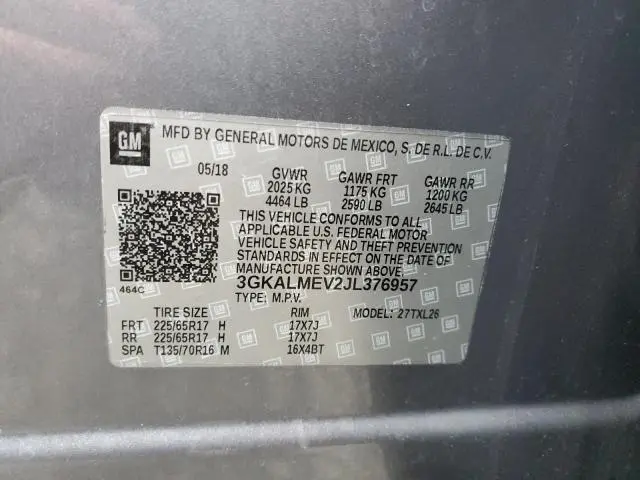 GM MFD BY GENERAL MOTORS DE MEXICO, S. DE R.L. DE C.V.
05/18 GVWR GAWR FRT GAWR RR
2025 KG 1175 KG 1200 KG
4464 LB 2590 LB 2645 LB
THIS VEHICLE CONFORMS TO ALL
APPLICABLE U.S. FEDERAL MOTOR
VEHICLE SAFETY AND THEFT PREVENTION
STANDARDS IN EFFECT ON THE DATE OF
MANUFACTURE SHOWN ABOVE.
464C 3GKALMEV2JL376957
TYPE: M.P.V. MODEL: 27TXL26
TIRE SIZE RIM
FRT 225/65R17 H 17X7J
RR 225/65R17 H 17X7J
SPA T135/70R16 M 16X4BT